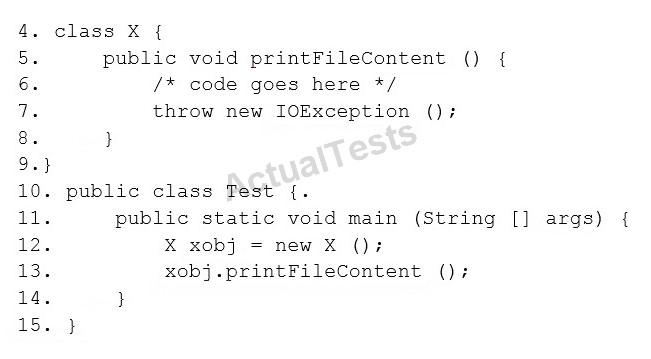 4. class X {
5. public void printFileContent () {
6. /* code goes here */
7. throw new IOException ();
8. }
9.}
ActualTests
10. public class Test {.
11. public static void main (String [] args) {
12. X xobj = new X ();
13. xobj.printFileContent ();
14. }
15. }